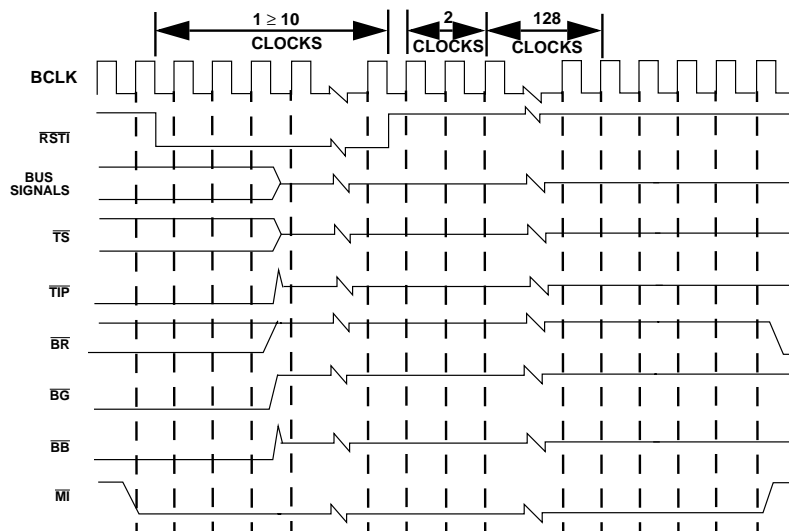 1 ≥ 10
CLOCKS
2
CLOCKS
128
CLOCKS
BCLK
RSTI
BUS
SIGNALS
TS
TIP
BR
BG
BB
MI